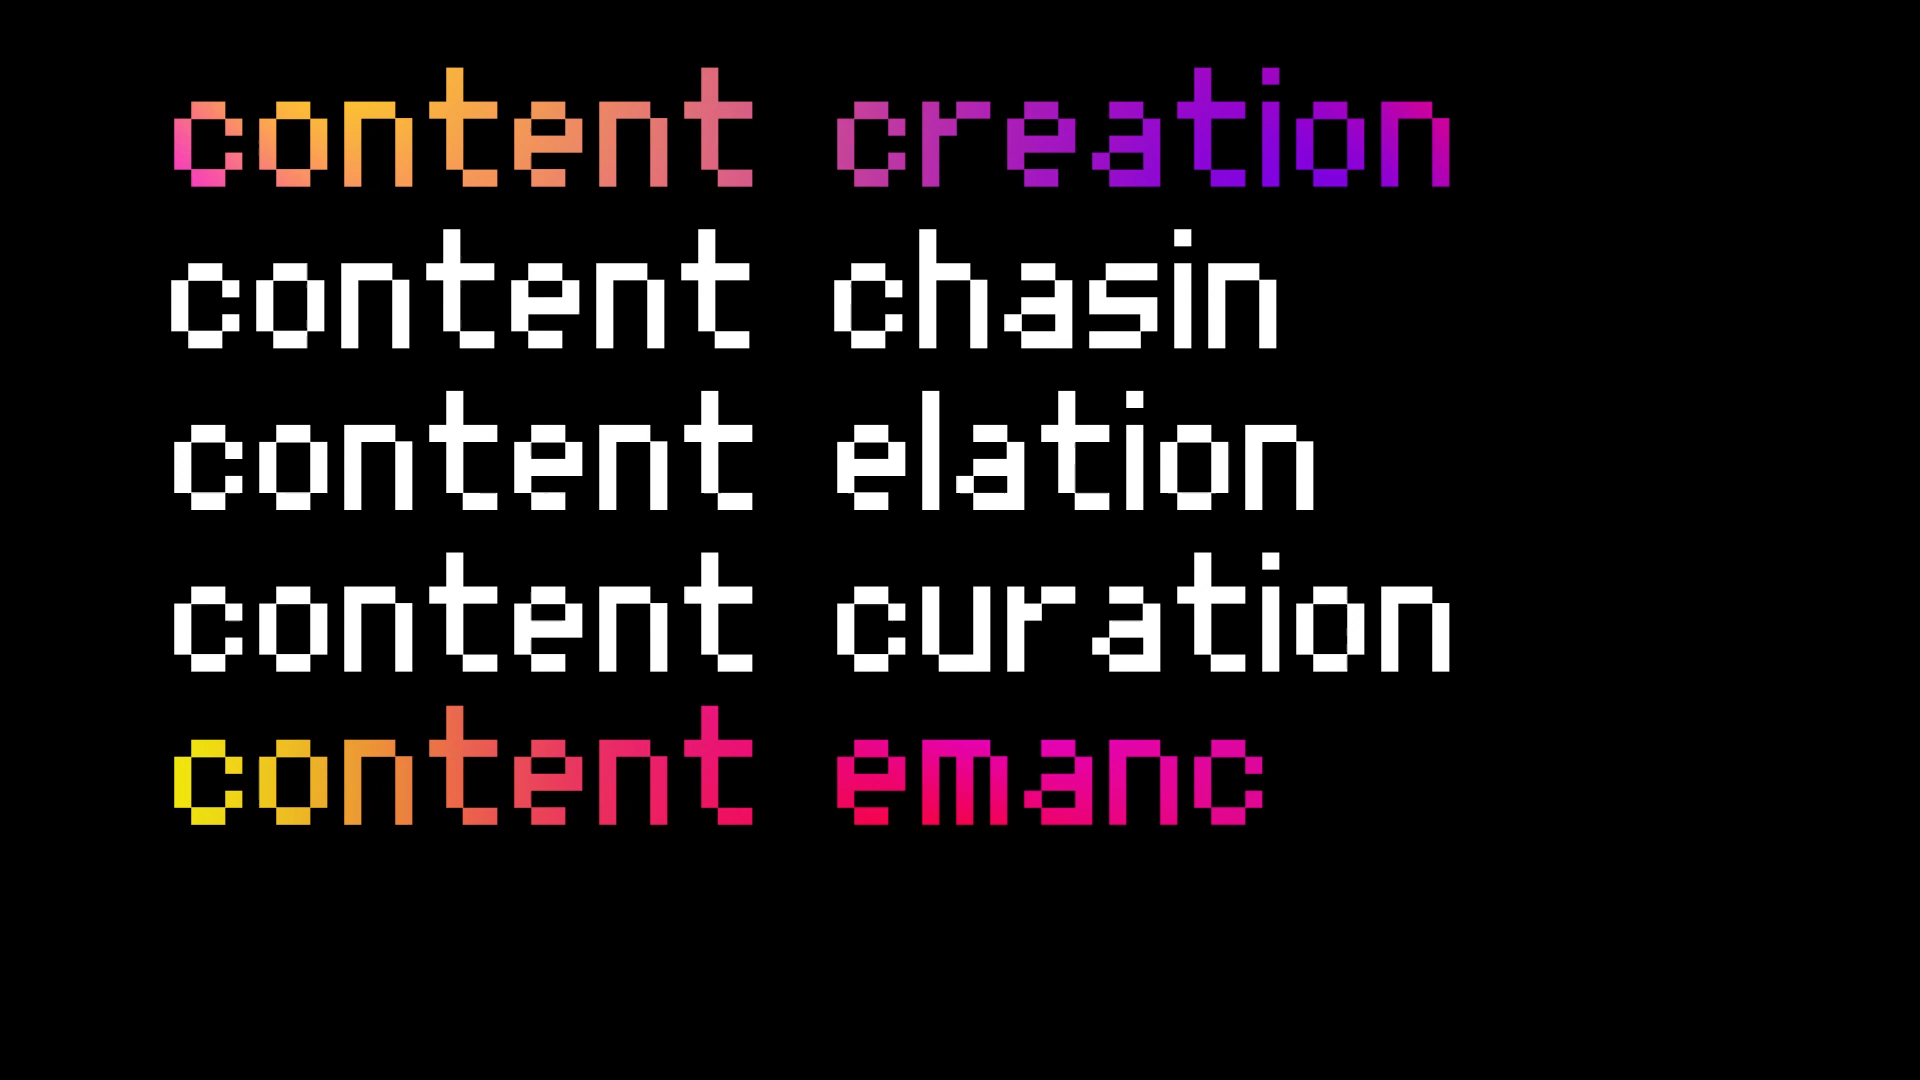 content creation
content chasin
content elation
content curation
content emanc